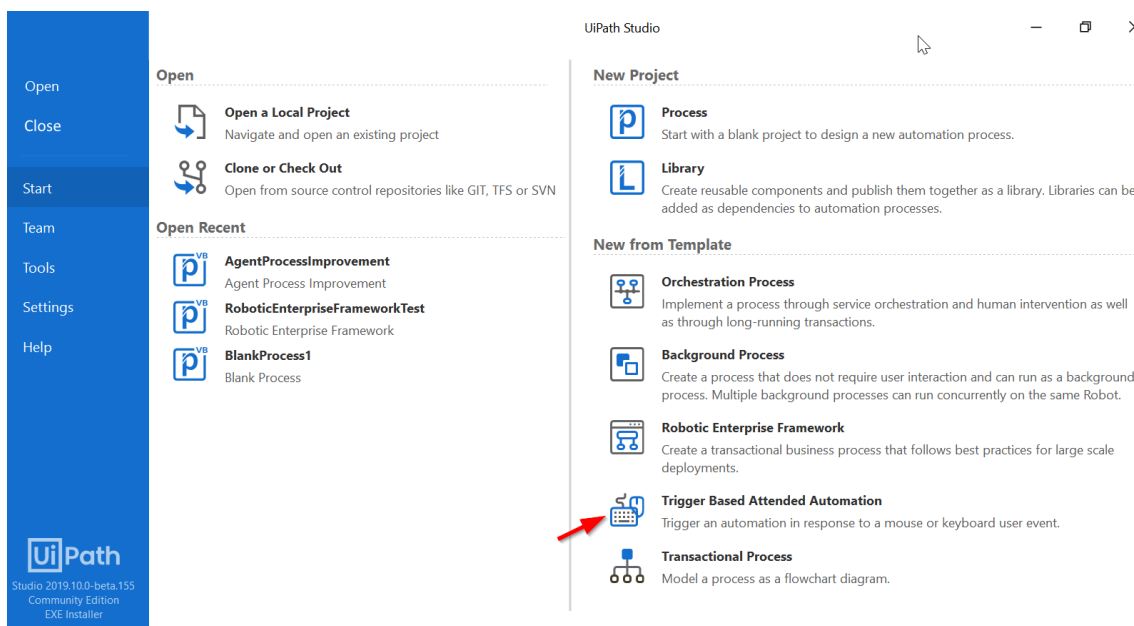 UiPath Studio
Open
Close
Start
Team
Tools
Settings
Help
UiPath
Studio 2019.10.0-beta.155
Community Edition
EXE Installer
Open
Open a Local Project
Navigate and open an existing project
Clone or Check Out
Open from source control repositories like GIT, TFS or SVN
Open Recent
VB
AgentProcessImprovement
Agent Process Improvement
VB
RoboticEnterpriseFrameworkTest
Robotic Enterprise Framework
VB
BlankProcess1
Blank Process
New Project
Process
Start with a blank project to design a new automation process.
Library
Create reusable components and publish them together as a library. Libraries can be
added as dependencies to automation processes.
New from Template
Orchestration Process
Implement a process through service orchestration and human intervention as well
as through long-running transactions.
Background Process
Create a process that does not require user interaction and can run as a background
process. Multiple background processes can run concurrently on the same Robot.
Robotic Enterprise Framework
Create a transactional business process that follows best practices for large scale
deployments.
Trigger Based Attended Automation
Trigger an automation in response to a mouse or keyboard user event.
Transactional Process
Model a process as a flowchart diagram.